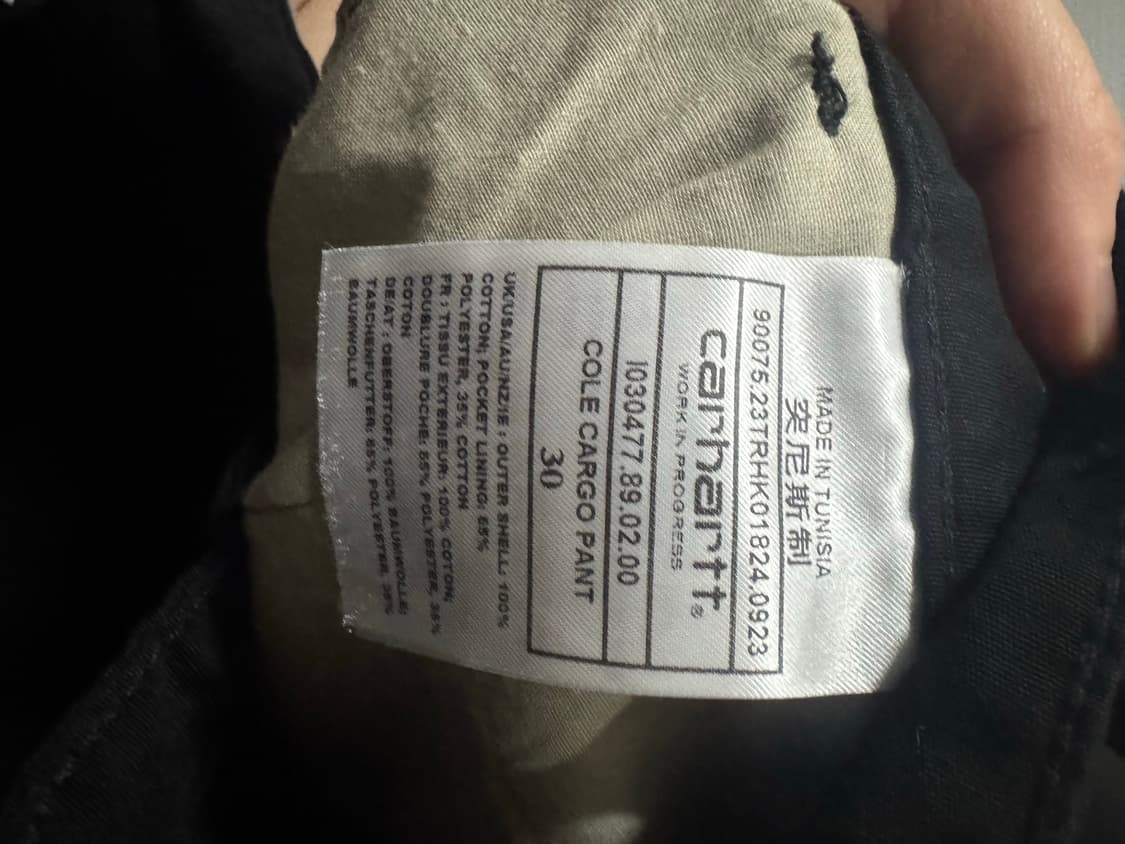 MADE IN TUNISIA
突尼斯制
90075.23TRHK01824.0923
carhartt®
WORK IN PROGRESS
I030477.89.02.00
COLE CARGO PANT
30
UK/USA/AU/NZ/IE : OUTER SHELL: 100%
COTTON; POCKET LINING: 65%
POLYESTER, 35% COTTON
FR : TISSU EXTERIEUR: 100% COTON;
DOUBLURE POCHE: 65% POLYESTER, 35%
COTON
DE/AT : OBERSTOFF: 100% BAUMWOLLE;
TASCHENFUTTER: 65% POLYESTER, 35%
BAUMWOLLE